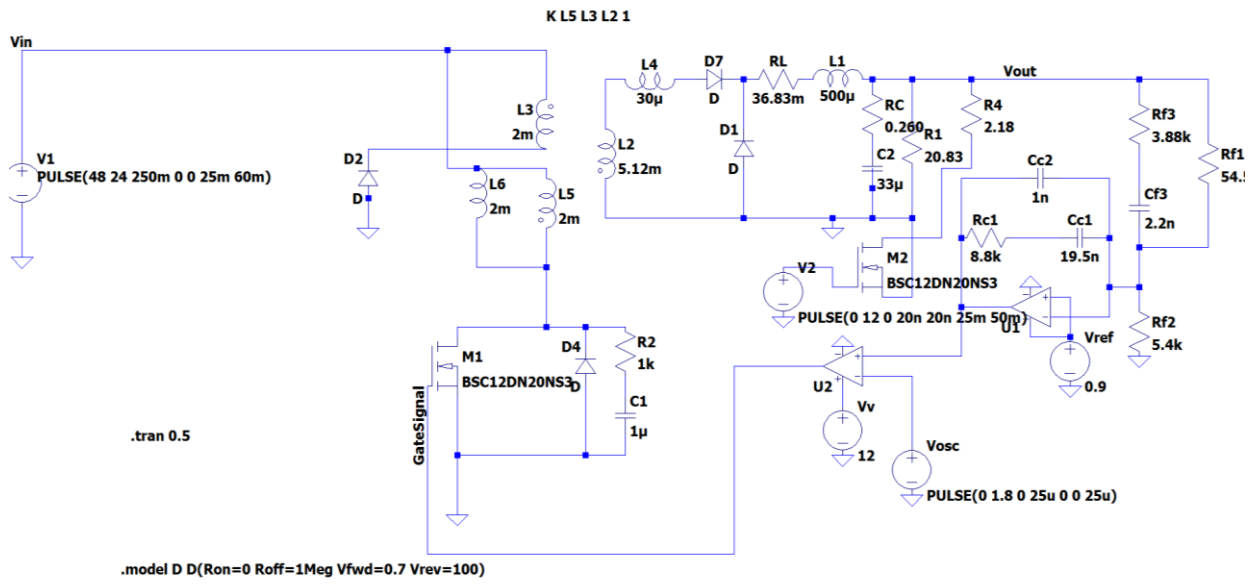 K L5 L3 L2 1
Vin
V1
PULSE(48 24 250m 0 0 25m 60m)
L3
2m
D2
D
L6
2m
L5
2m
L4
30µ
D7
D
L2
5.12m
D1
D
RL
36.83m
L1
500µ
RC
0.260
C2
33µ
R1
20.83
R4
2.18
Vout
Rf3
3.88k
Rf1
Cc2
1n
Cf3
2.2n
Rc1
8.8k
Cc1
19.5n
M2
BSC12DN20NS3
V2
PULSE(0 12 0 20n 20n 25m 50m)
U1
Vref
0.9
Rf2
5.4k
M1
BSC12DN20NS3
D4
D
R2
1k
C1
1µ
GateSignal
U2
Vv
12
Vosc
PULSE(0 1.8 0 25u 0 0 25u)
.tran 0.5
.model D D(Ron=0 Roff=1Meg Vfwd=0.7 Vrev=100)